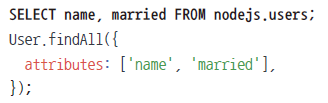 SELECT name, married FROM nodejs.users;
User.findAll({
  attributes: ['name', 'married'],
});